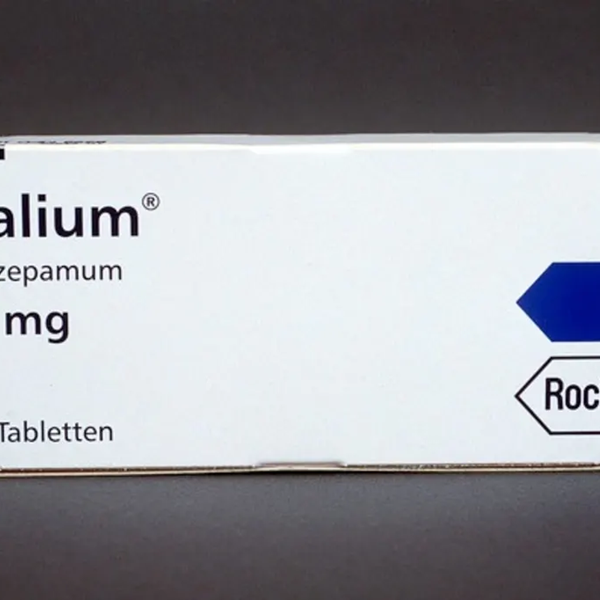 alium®
zepamum
mg
Tabletten
Roc